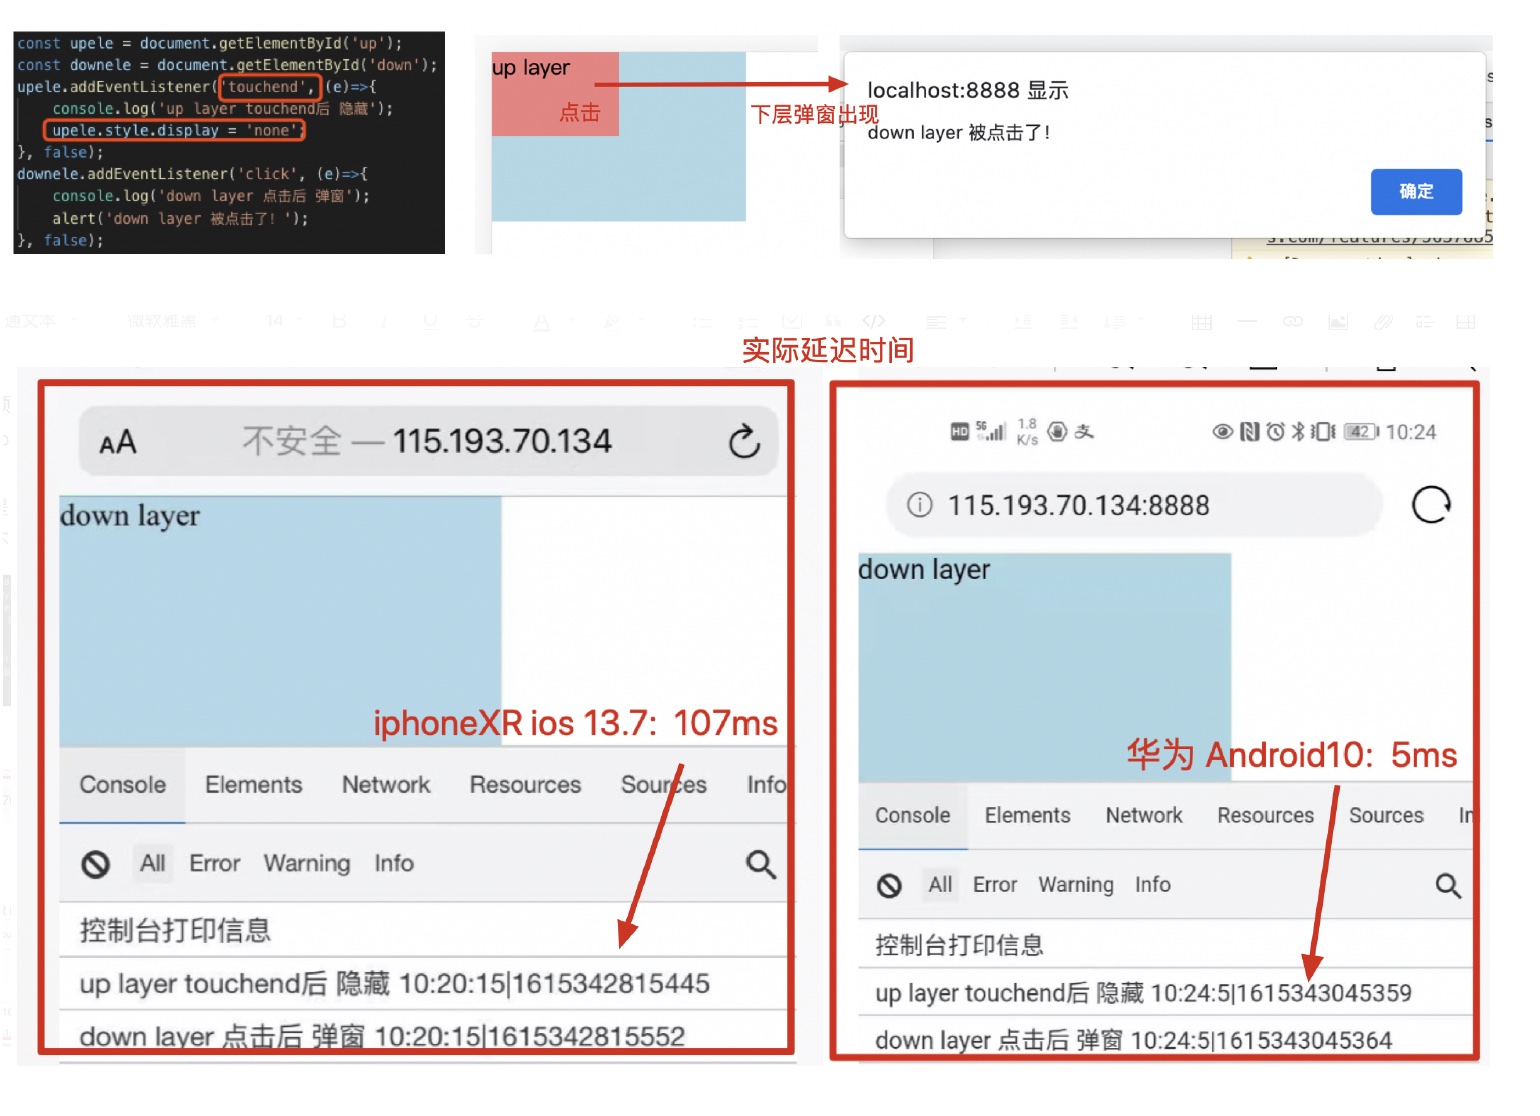 const upele = document.getElementById('up');
const downele = document.getElementById('down');
upele.addEventListener('touchend', (e)=>{
console.log('up layer touchend后 隐藏');
upele.style.display = 'none';
}, false);
downele.addEventListener('click', (e)=>{
console.log('down layer 点击后 弹窗');
alert('down layer 被点击了! ');
}, false);
up layer
点击
下层弹窗出现
localhost:8888 显示
down layer 被点击了!
确定
微软雅黑
14
实际延迟时间
AA
不安全 — 115.193.70.134
down layer
iphoneXR ios 13.7: 107ms
Console Elements Network Resources Sources Info
All Error Warning Info
控制台打印信息
up layer touchend后 隐藏 10:20:15|1615342815445
down layer 点击后 弹窗 10:20:15|1615342815552
HD 5G 1.8 K/s 支 42 10:24
115.193.70.134:8888
down layer
华为 Android10: 5ms
Console Elements Network Resources Sources
All Error Warning Info
控制台打印信息
up layer touchend后 隐藏 10:24:5|1615343045359
down layer 点击后 弹窗 10:24:5|1615343045364